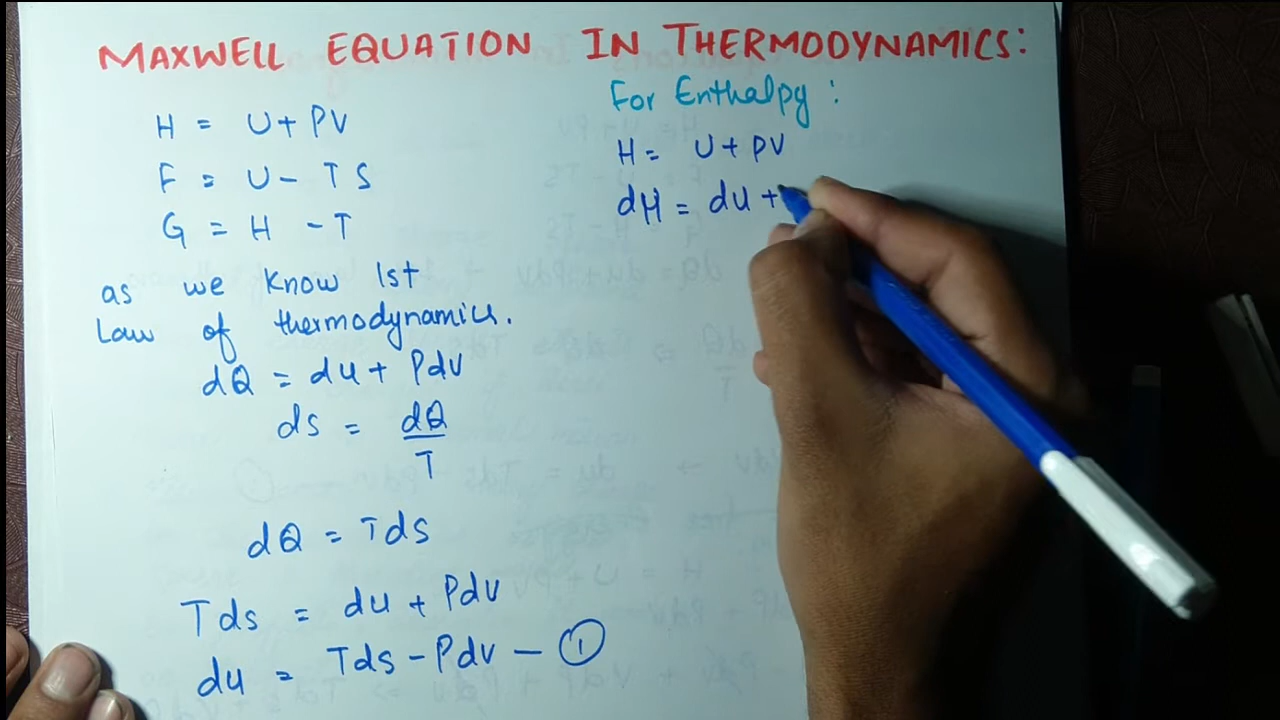 MAXWELL EQUATION IN THERMODYNAMICS:
H = U + PV
F = U - TS
G = H - T
as we know 1st
law of thermodynamics.
dQ = du + Pdv
ds = dQ/T
dQ = Tds
Tds = du + Pdv
du = Tds - Pdv - ①
For Enthalpy:
H = U + PV
dH = du +